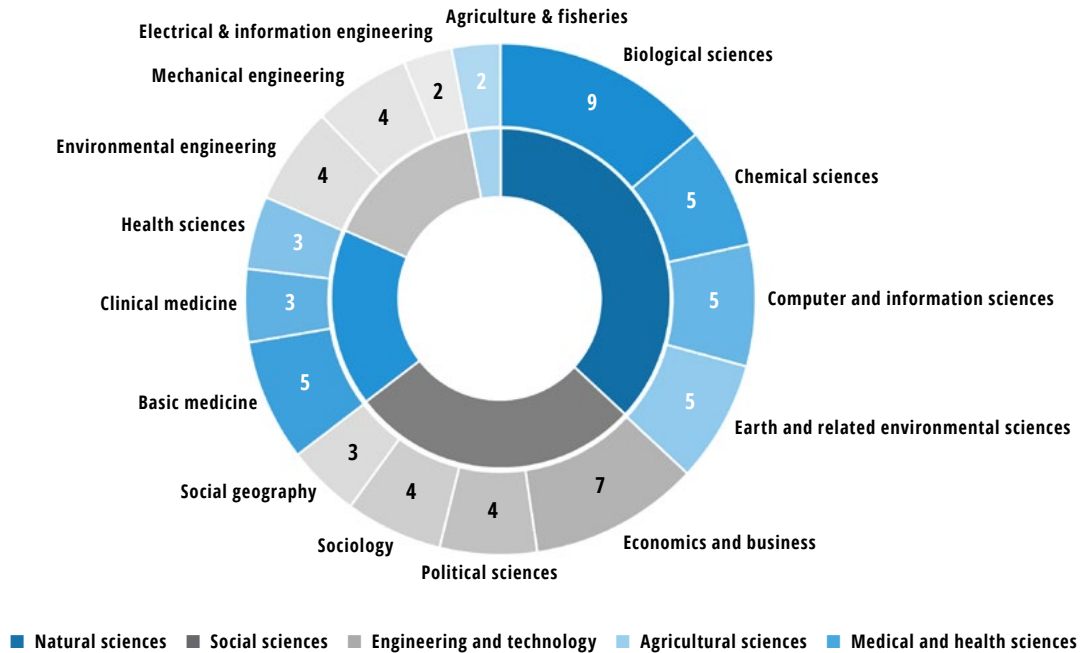 Agriculture & fisheries
Electrical & information engineering
Biological sciences
Mechanical engineering
2
2
9
4
Environmental engineering
4
Chemical sciences
5
Health sciences
3
Clinical medicine
3
5
Computer and information sciences
5
Basic medicine
5
Earth and related environmental sciences
3
Social geography
4
4
7
Sociology
Economics and business
Political sciences
Natural sciences Social sciences Engineering and technology Agricultural sciences Medical and health sciences